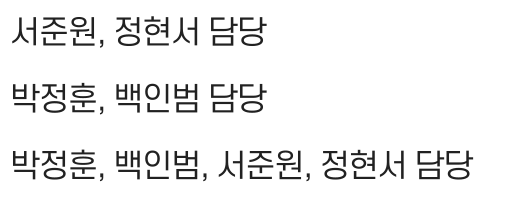 서준원, 정현서 담당
박정훈, 백인범 담당
박정훈, 백인범, 서준원, 정현서 담당